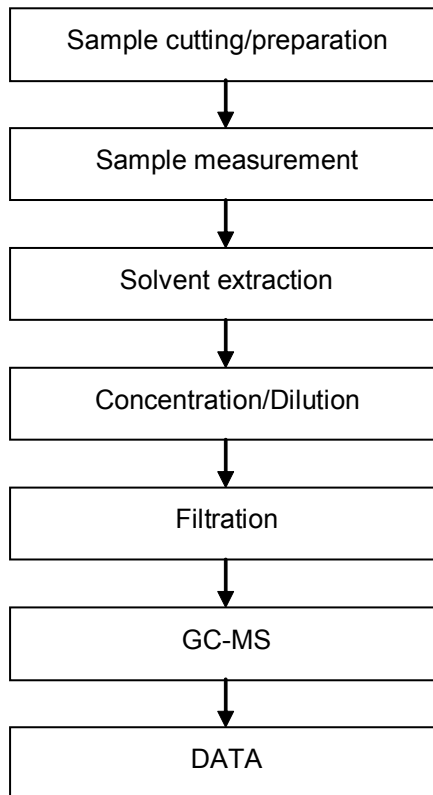 Sample cutting/preparation
Sample measurement
Solvent extraction
Concentration/Dilution
Filtration
GC-MS
DATA